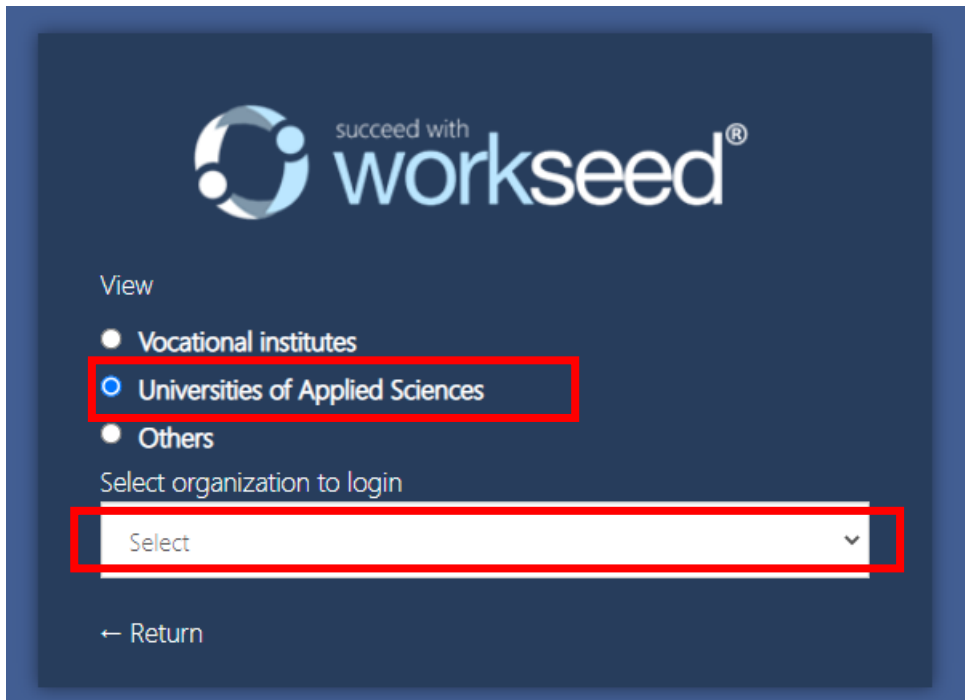 succeed with
workseed®
View
Vocational institutes
Universities of Applied Sciences
Others
Select organization to login
Select
← Return